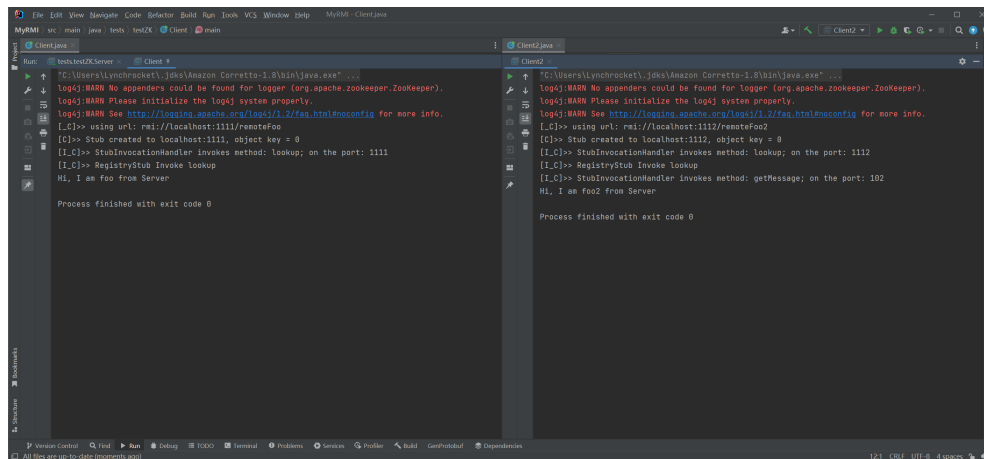 File Edit View Navigate Code Refactor Build Run Tools VCS Window Help MyRMI - Client.java
MyRMI src main java tests testZK Client main
Client2
Project
Client.java
Client2.java
Run: tests.testZK.Server Client
Client2
"C:\Users\Lynchrocket\.jdks\Amazon Corretto-1.8\bin\java.exe" ...
log4j:WARN No appenders could be found for logger (org.apache.zookeeper.ZooKeeper).
log4j:WARN Please initialize the log4j system properly.
log4j:WARN See http://logging.apache.org/log4j/1.2/faq.html#noconfig for more info.
[_C]>> using url: rmi://localhost:1111/remoteFoo
[C]>> Stub created to localhost:1111, object key = 0
[I_C]>> StubInvocationHandler invokes method: lookup; on the port: 1111
[I_C]>> RegistryStub Invoke lookup
Hi, I am foo from Server
Process finished with exit code 0
"C:\Users\Lynchrocket\.jdks\Amazon Corretto-1.8\bin\java.exe" ...
log4j:WARN No appenders could be found for logger (org.apache.zookeeper.ZooKeeper).
log4j:WARN Please initialize the log4j system properly.
log4j:WARN See http://logging.apache.org/log4j/1.2/faq.html#noconfig for more info.
[_C]>> using url: rmi://localhost:1112/remoteFoo2
[C]>> Stub created to localhost:1112, object key = 0
[I_C]>> StubInvocationHandler invokes method: lookup; on the port: 1112
[I_C]>> RegistryStub Invoke lookup
[I_C]>> StubInvocationHandler invokes method: getMessage; on the port: 102
Hi, I am foo2 from Server
Process finished with exit code 0
Bookmarks
Structure
Version Control Find Run Debug TODO Terminal Problems Services Profiler Build GenProtobuf Dependencies
All files are up-to-date (moments ago)
12:1 CRLF UTF-8 4 spaces